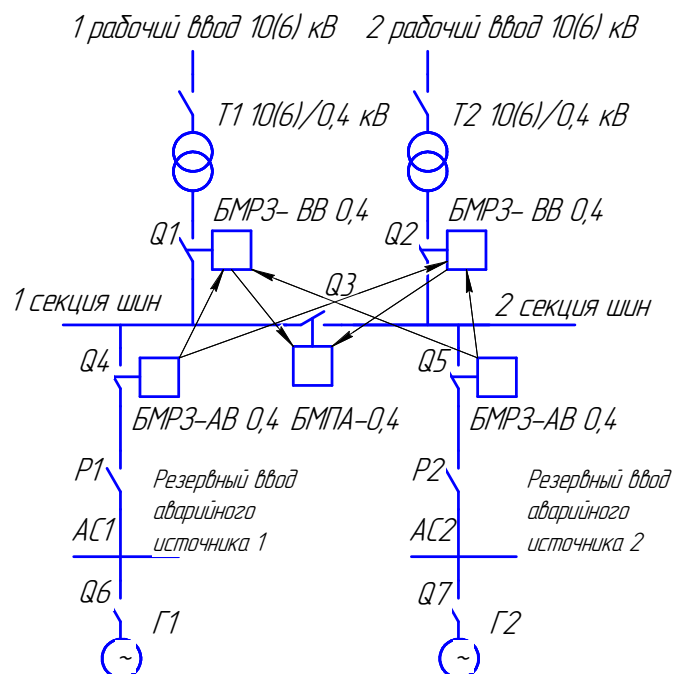 1 рабочий ввод 10(6) кВ
2 рабочий ввод 10(6) кВ
Т1 10(6)/0,4 кВ
Т2 10(6)/0,4 кВ
БМРЗ- ВВ 0,4
БМРЗ- ВВ 0,4
Q1
Q2
Q3
1 секция шин
2 секция шин
Q4
Q5
БМРЗ-АВ 0,4
БМПА-0,4
БМРЗ-АВ 0,4
Р1
Резервный ввод
аварийного
источника 1
Р2
Резервный ввод
аварийного
источника 2
АС1
АС2
Q6
Г1
Q7
Г2
~
~